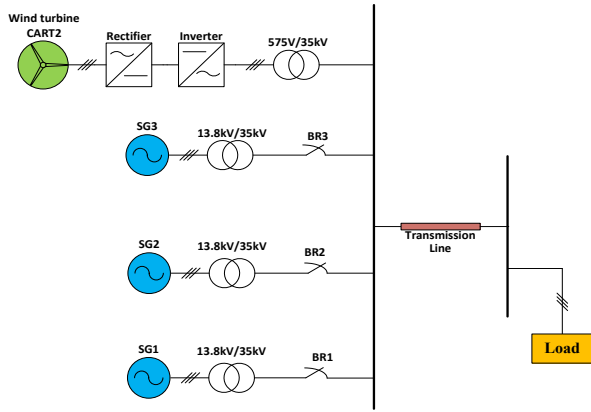 Wind turbine
CART2
Rectifier
Inverter
575V/35kV
SG3
13.8kV/35kV
BR3
SG2
13.8kV/35kV
BR2
Transmission
Line
SG1
13.8kV/35kV
BR1
Load